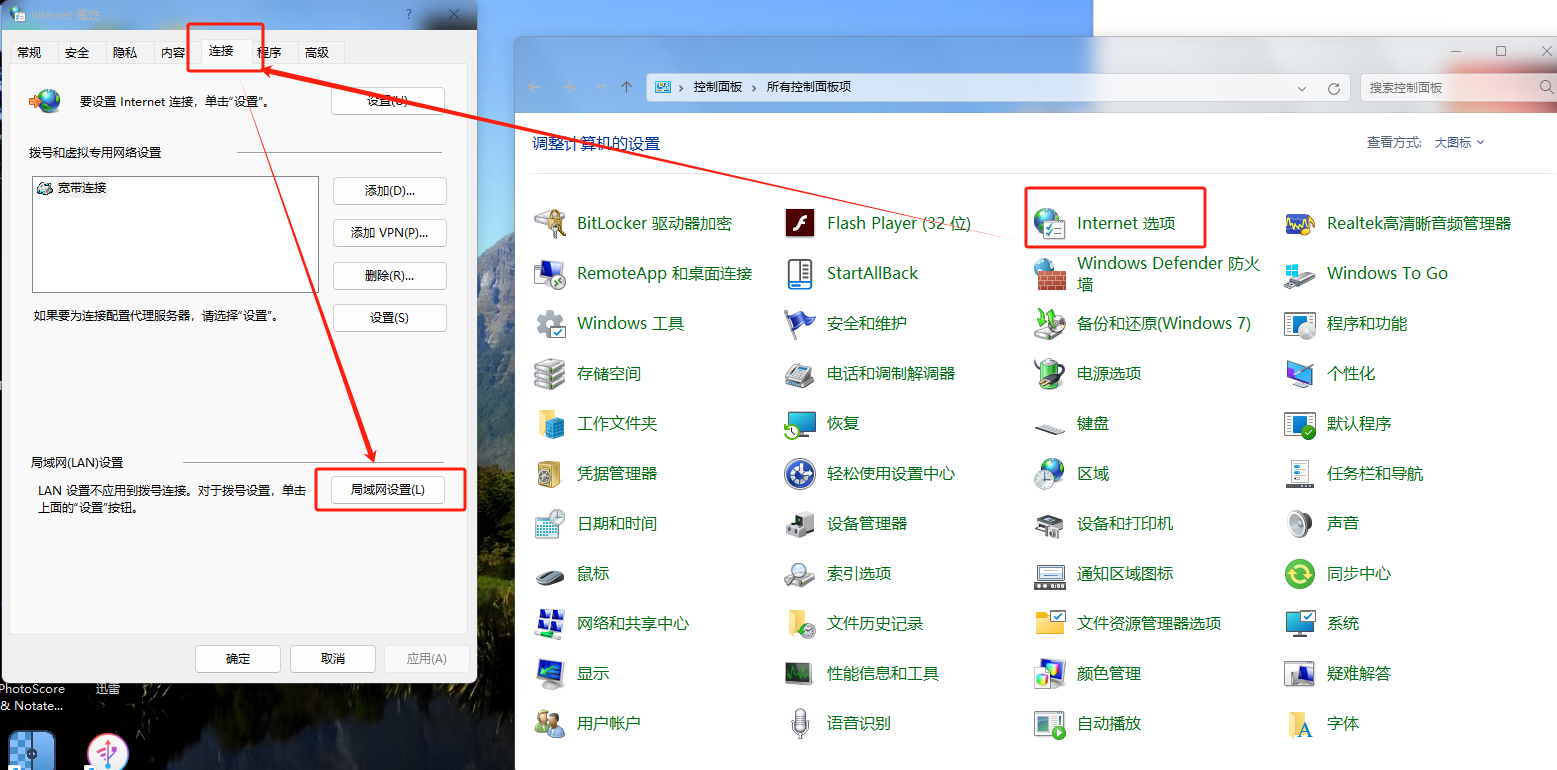 Internet 属性
?
常规
安全
隐私
内容
连接
程序
高级
要设置 Internet 连接，单击“设置”。
设置(U)
拨号和虚拟专用网络设置
宽带连接
添加(D)...
添加 VPN(P)...
删除(R)...
如果要为连接配置代理服务器，请选择“设置”。
设置(S)
局域网(LAN)设置
LAN 设置不应用到拨号连接。对于拨号设置，单击
上面的“设置”按钮。
局域网设置(L)
确定
取消
应用(A)
PhotoScore
& Notate...
迅雷
控制面板
所有控制面板项
搜索控制面板
调整计算机的设置
查看方式:
大图标
BitLocker 驱动器加密
Flash Player (32 位)
Internet 选项
Realtek高清晰音频管理器
RemoteApp 和桌面连接
StartAllBack
Windows Defender 防火
墙
Windows To Go
Windows 工具
安全和维护
备份和还原(Windows 7)
程序和功能
存储空间
电话和调制解调器
电源选项
个性化
工作文件夹
恢复
键盘
默认程序
凭据管理器
轻松使用设置中心
区域
任务栏和导航
日期和时间
设备管理器
设备和打印机
声音
鼠标
索引选项
通知区域图标
同步中心
网络和共享中心
文件历史记录
文件资源管理器选项
系统
显示
性能信息和工具
颜色管理
疑难解答
用户帐户
语音识别
自动播放
字体